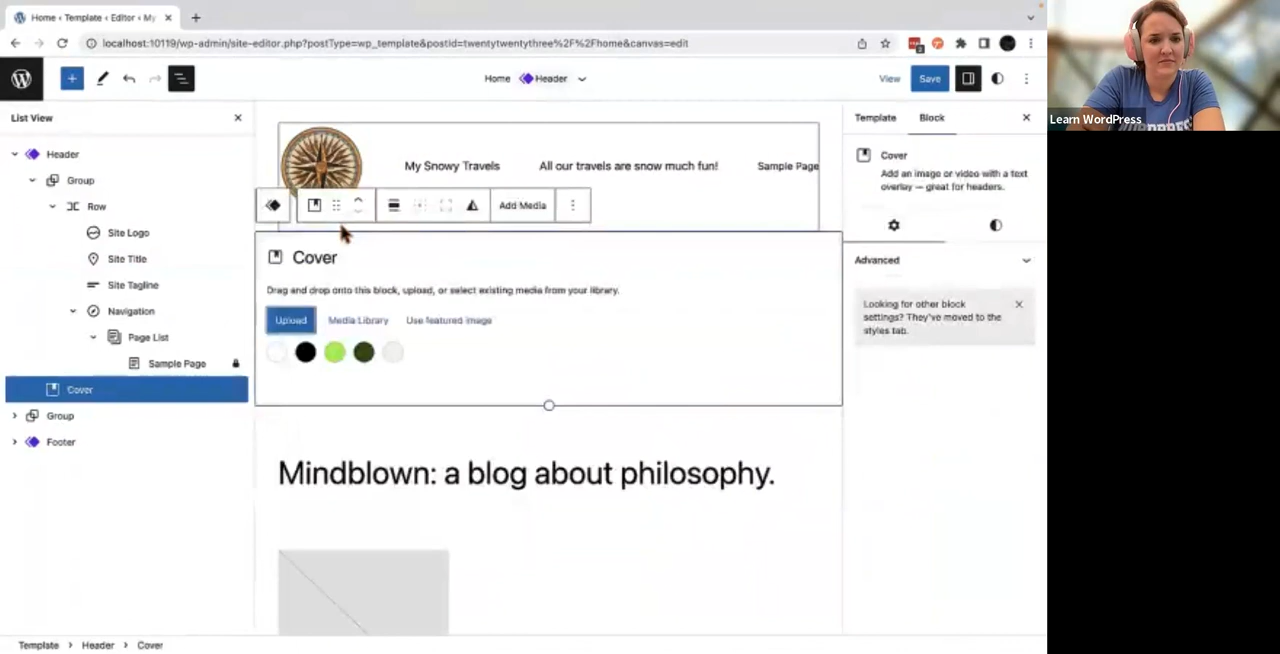 Home ‹ Template ‹ Editor ‹ My
localhost:10119/wp-admin/site-editor.php?postType=wp_template&postId=twentytwentythree%2F%2Fhome&canvas=edit
Home Header View Save
List View
Header
Group
Row
Site Logo
Site Title
Site Tagline
Navigation
Page List
Sample Page
Cover
Group
Footer
My Snowy Travels All our travels are snow much fun! Sample Page
Add Media
Cover
Drag and drop onto this block, upload, or select existing media from your library.
Upload Media Library Use featured image
Mindblown: a blog about philosophy.
Template Block
Cover
Add an image or video with a text
overlay — great for headers.
Advanced
Looking for other block
settings? They've moved to the
styles tab.
Template > Header > Cover
Learn WordPress